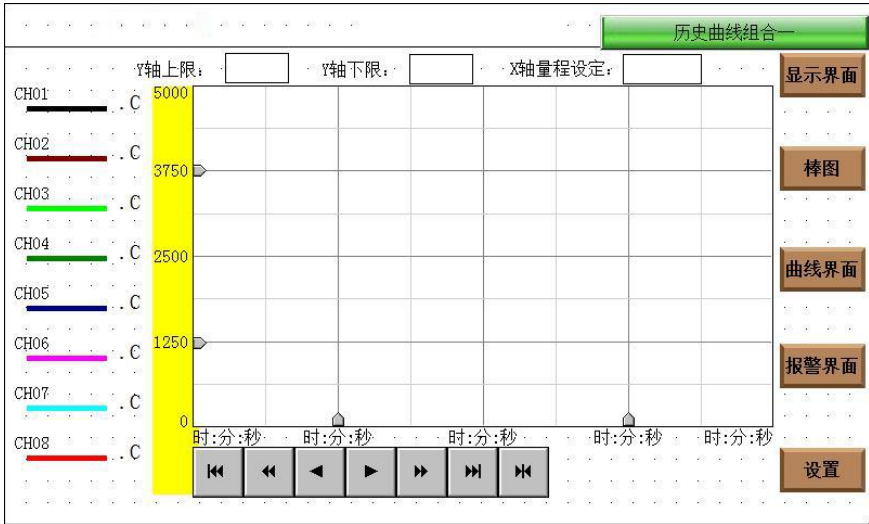 历史曲线组合一
Y轴上限:
Y轴下限:
X轴量程设定:
显示界面
CH01
.C
5000
CH02
.C
3750
棒图
CH03
.C
CH04
.C
2500
曲线界面
CH05
.C
CH06
.C
1250
报警界面
CH07
.C
0
时:分:秒
时:分:秒
时:分:秒
时:分:秒
时:分:秒
CH08
.C
设置